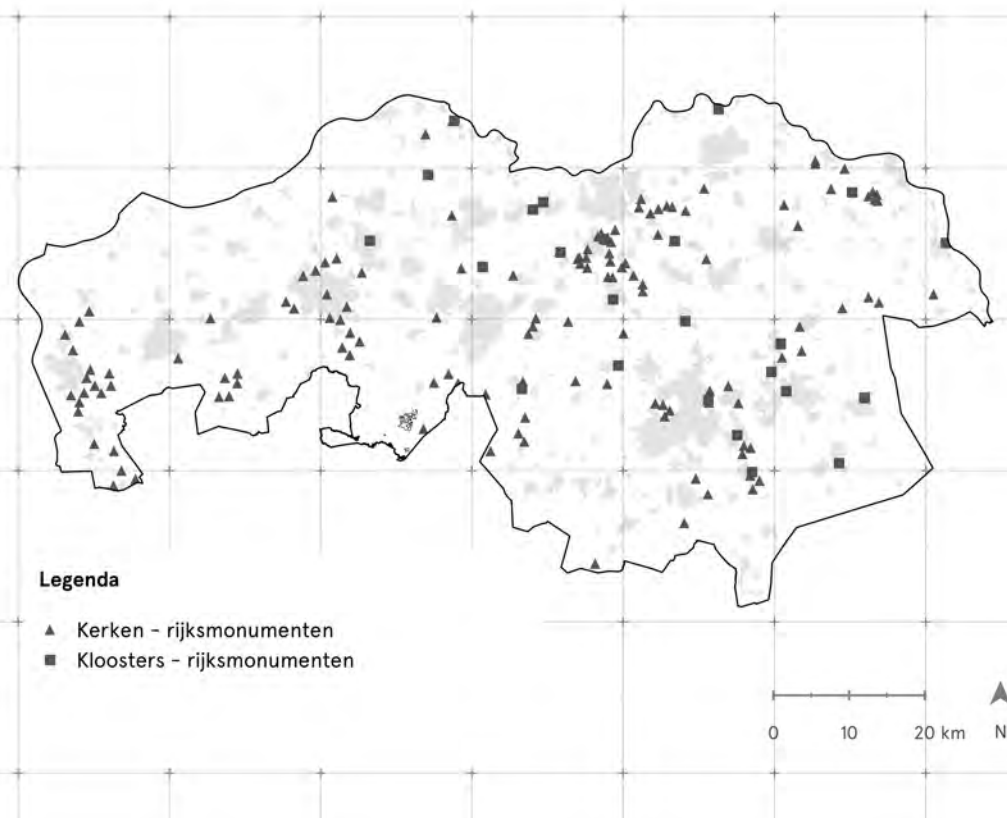 Legenda
Kerken - rijksmonumenten
Kloosters - rijksmonumenten
0 10 20 km
N